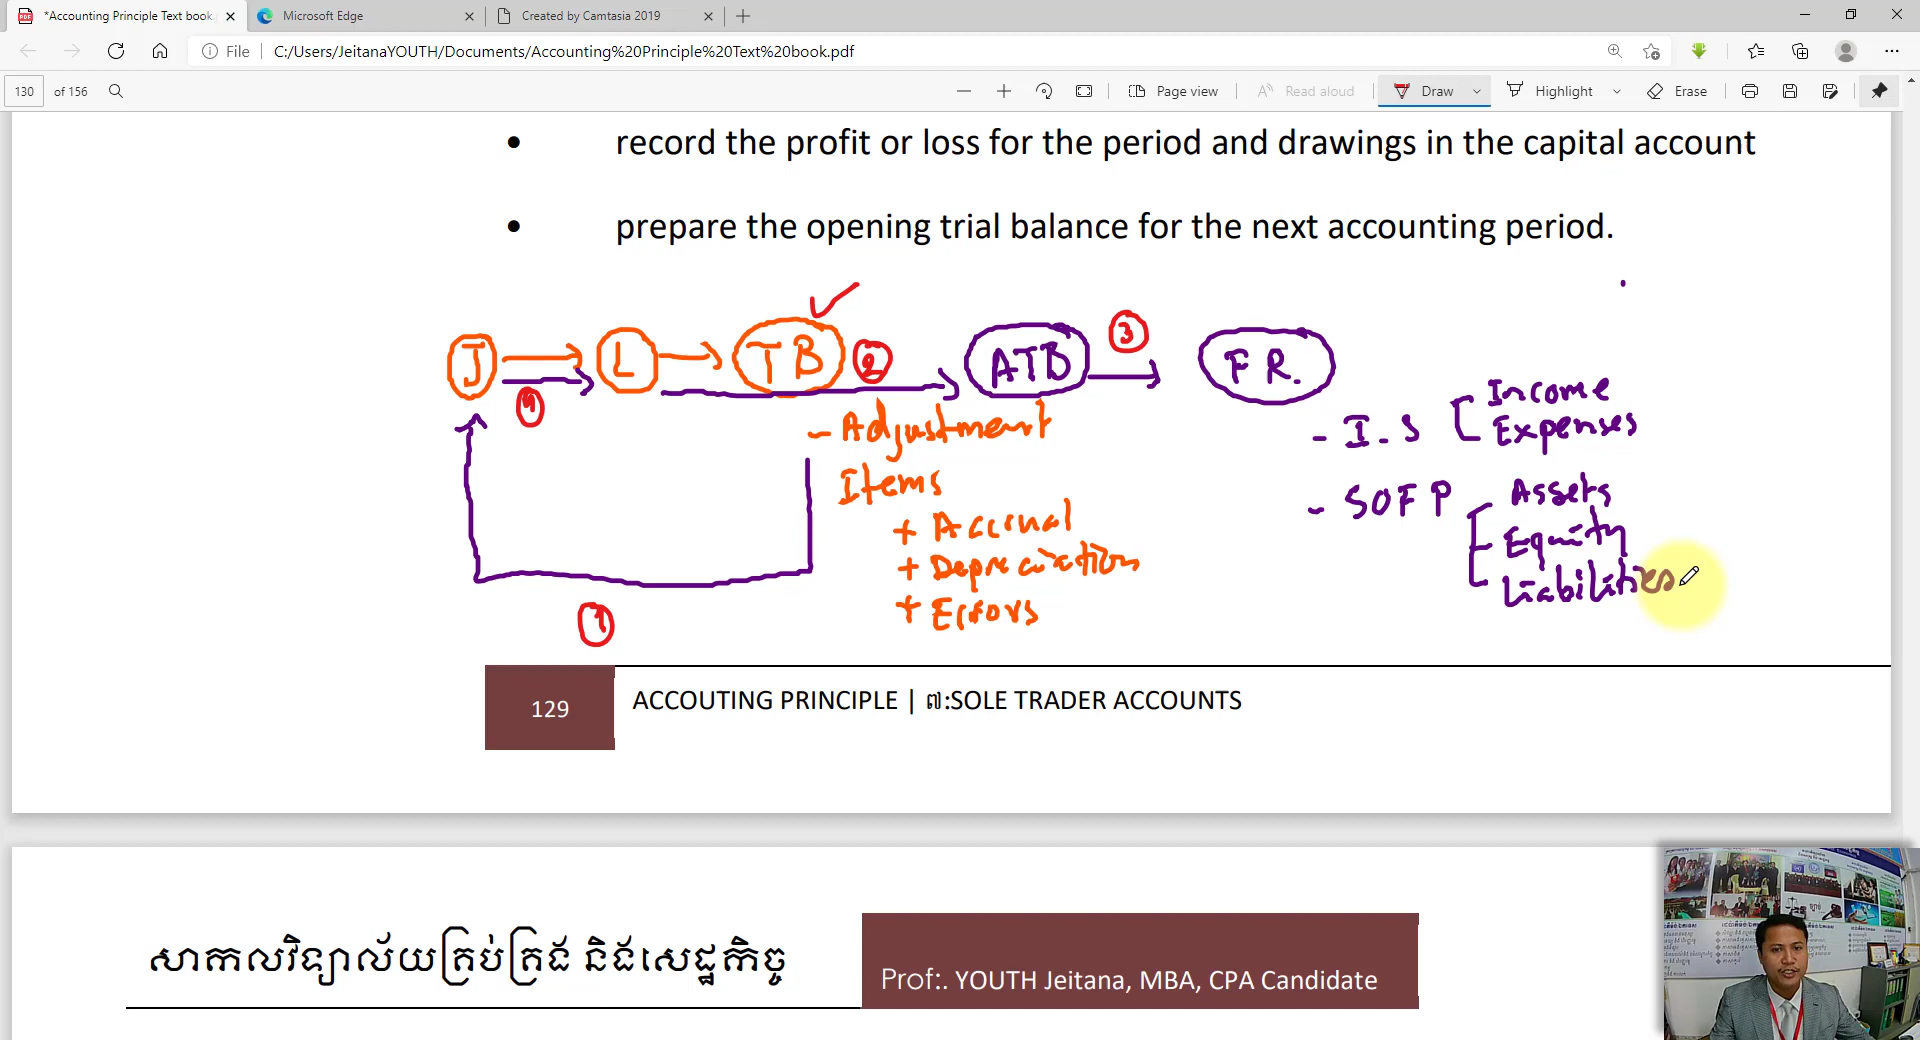 *Accounting Principle Text book.
Microsoft Edge
Created by Camtasia 2019
File
C:/Users/JeitanaYOUTH/Documents/Accounting%20Principle%20Text%20book.pdf
130 of 156
Page view
Read aloud
Draw
Highlight
Erase
• record the profit or loss for the period and drawings in the capital account
• prepare the opening trial balance for the next accounting period.
J L TB 2 ATB 3 F R.
- Adjustment
Items
+ Accrual
+ Depreciation
+ Errors
- I.S
Income
Expenses
- SOFP
Assets
Equity
Liabilities
129
ACCOUTING PRINCIPLE | ៧:SOLE TRADER ACCOUNTS
សាកលវិទ្យាល័យគ្រប់គ្រង និងសេដ្ឋកិច្ច
Prof:. YOUTH Jeitana, MBA, CPA Candidate